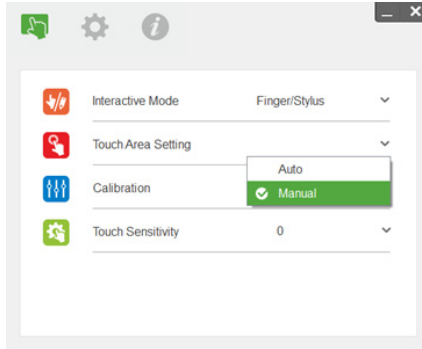 Interactive Mode Finger/Stylus
Touch Area Setting
Auto
Calibration
Manual
Touch Sensitivity 0